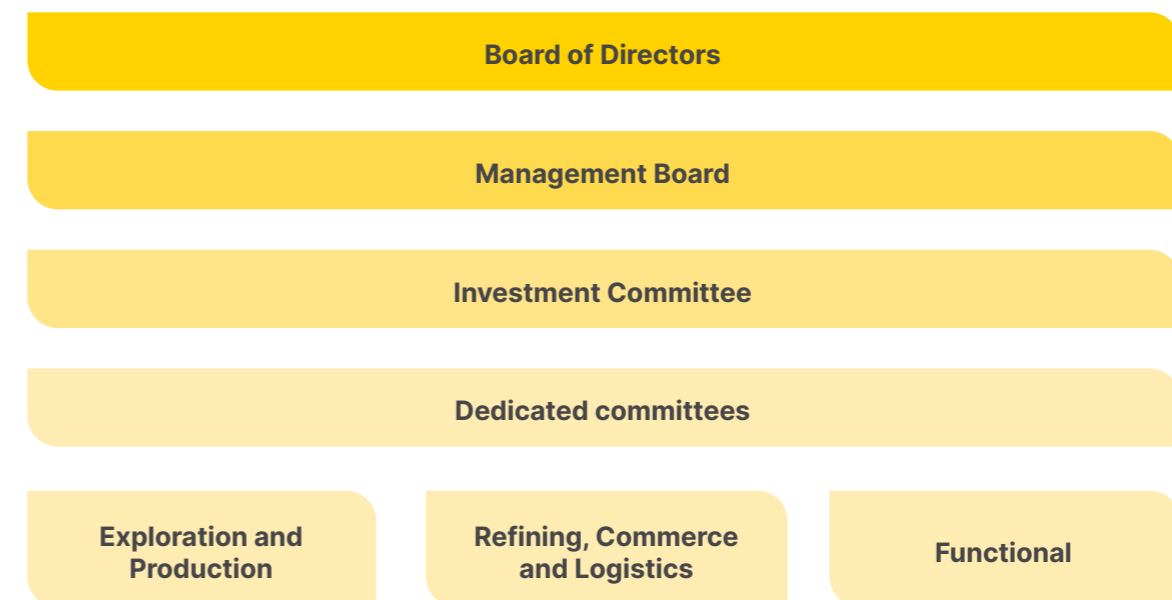 Board of Directors
Management Board
Investment Committee
Dedicated committees
Exploration and
Production
Refining, Commerce
and Logistics
Functional